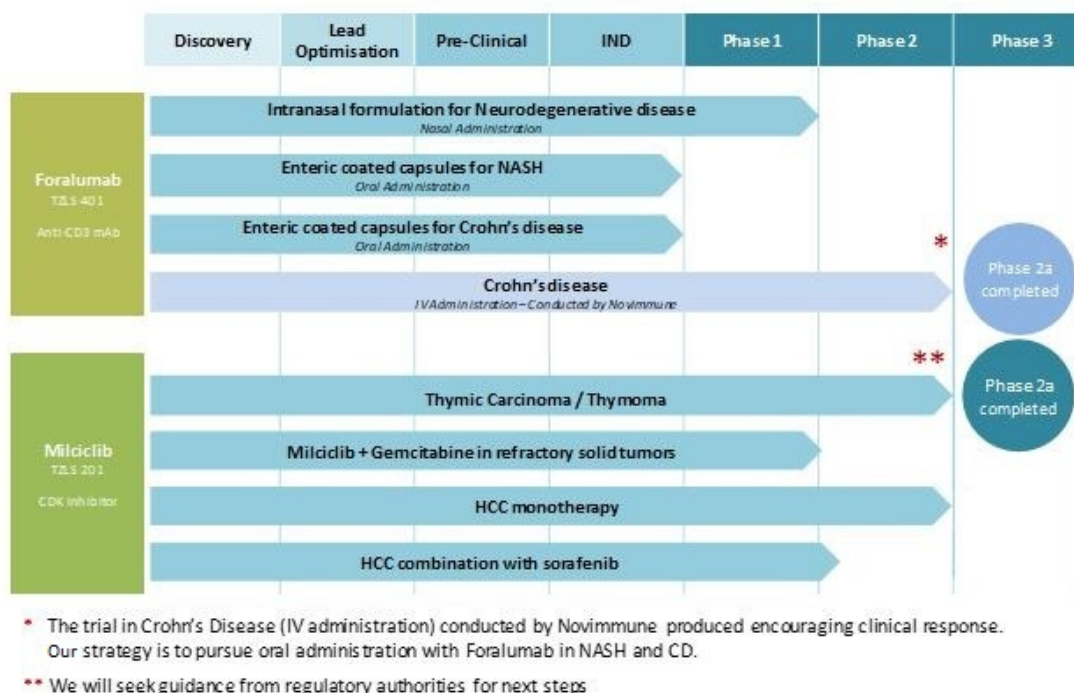 Discovery
Lead
Optimisation
Pre-Clinical
IND
Phase 1
Phase 2
Phase 3
Foralumab
TZLS 401
Anti-CD3 mAb
Intranasal formulation for Neurodegenerative disease
Nasal Administration
Enteric coated capsules for NASH
Oral Administration
Enteric coated capsules for Crohn's disease
Oral Administration
*
Crohn's disease
IV Administration – Conducted by Novimmune
Phase 2a
completed
Milciclib
TZLS 201
CDK Inhibitor
**
Thymic Carcinoma / Thymoma
Phase 2a
completed
Milciclib + Gemcitabine in refractory solid tumors
HCC monotherapy
HCC combination with sorafenib
* The trial in Crohn's Disease (IV administration) conducted by Novimmune produced encouraging clinical response.
Our strategy is to pursue oral administration with Foralumab in NASH and CD.
** We will seek guidance from regulatory authorities for next steps